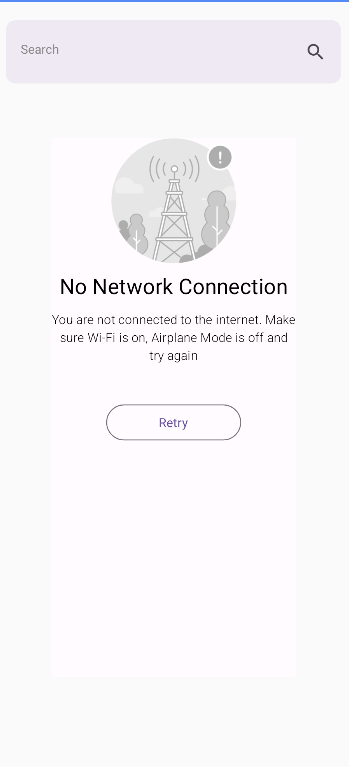 Search
No Network Connection
You are not connected to the internet. Make
sure Wi-Fi is on, Airplane Mode is off and
try again
Retry